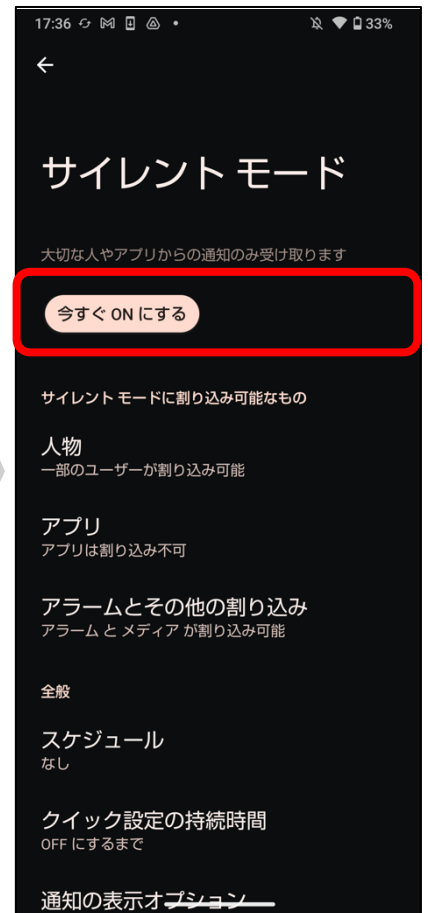 17:36 33%
サイレント モード
大切な人やアプリからの通知のみ受け取ります
今すぐ ON にする
サイレント モードに割り込み可能なもの
人物
一部のユーザーが割り込み可能
アプリ
アプリは割り込み不可
アラームとその他の割り込み
アラーム と メディア が割り込み可能
全般
スケジュール
なし
クイック設定の持続時間
OFF にするまで
通知の表示オプション